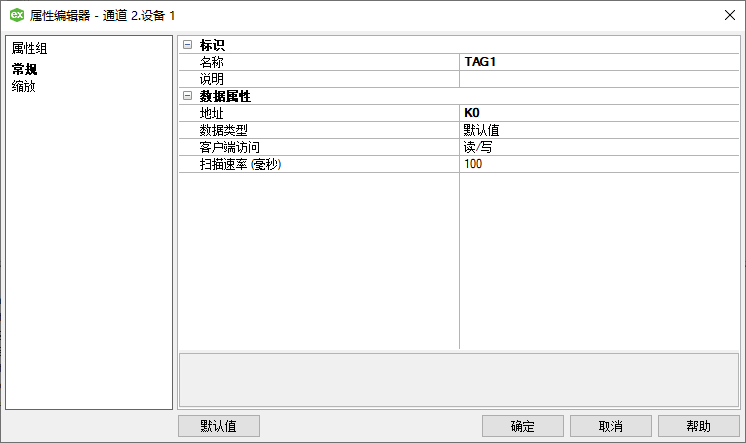 ex 属性编辑器 - 通道 2.设备 1
属性组
常规
缩放
标识
名称 TAG1
说明
数据属性
地址 K0
数据类型 默认值
客户端访问 读/写
扫描速率 (毫秒) 100
默认值 确定 取消 帮助